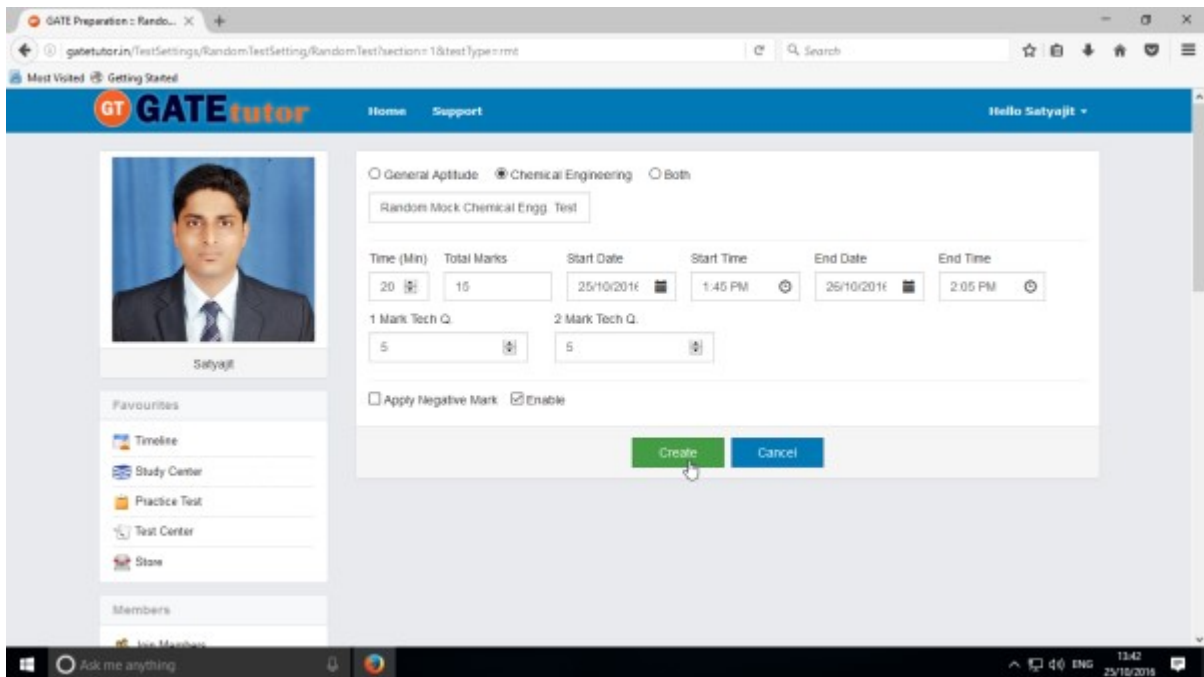 GATE Preparation :: Rando...
gatetutor.in/TestSettings/RandomTestSetting/RandomTest?section=1&testType=rmt
Search
Most Visited Getting Started
GT GATEtutor
Home Support Hello Satyajit
General Aptitude Chemical Engineering Both
Random Mock Chemical Engg. Test
Time (Min) Total Marks Start Date Start Time End Date End Time
20 15 25/10/2016 1:45 PM 26/10/2016 2:05 PM
1 Mark Tech Q. 2 Mark Tech Q.
5 5
Satyajit
Apply Negative Mark Enable
Create Cancel
Favourites
Timeline
Study Center
Practice Test
Test Center
Store
Members
Join Members
Ask me anything
ENG 13:42
25/10/2016